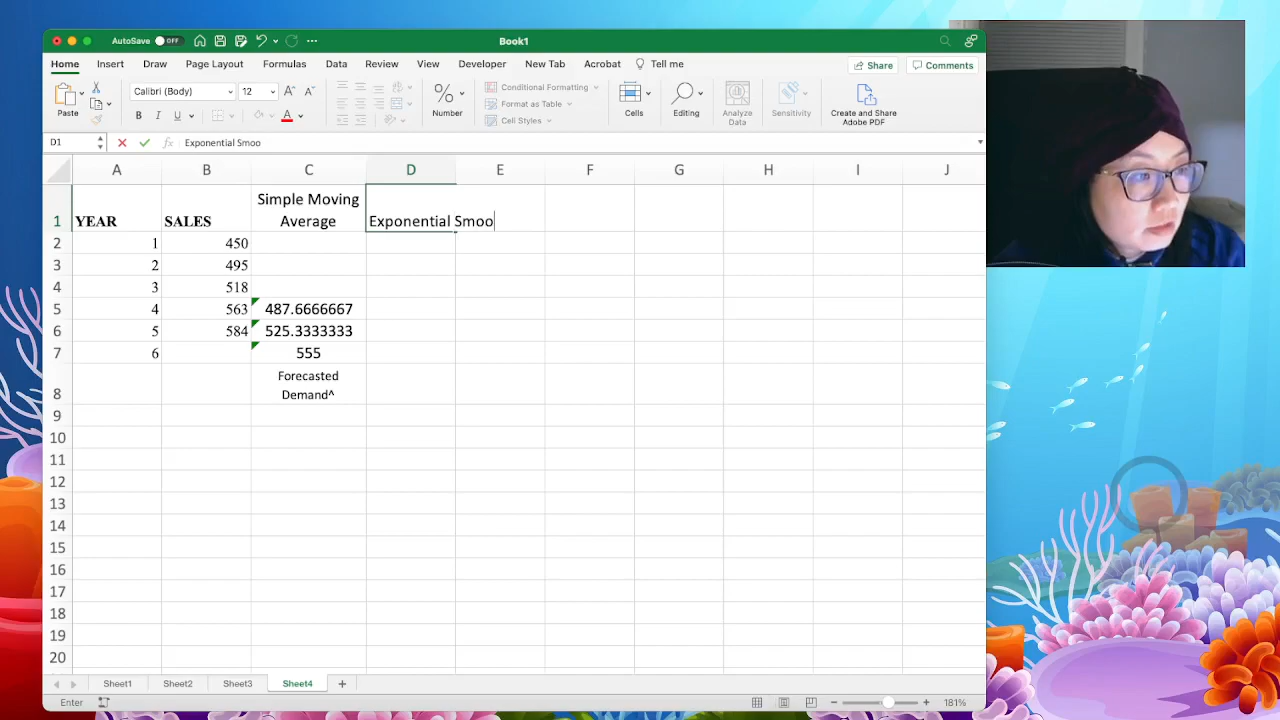 AutoSave OFF Book1
Home Insert Draw Page Layout Formulas Data Review View Developer New Tab Acrobat Tell me Share Comments
Calibri (Body) 12 Conditional Formatting
Format as Table
Cell Styles
Paste B I U A Number Cells Editing Analyze Data Sensitivity Create and Share Adobe PDF
D1 fx Exponential Smoo
A B C D E F G H I J
1 YEAR SALES Simple Moving Average Exponential Smoo
2 1 450
3 2 495
4 3 518
5 4 563 487.6666667
6 5 584 525.3333333
7 6 555
8 Forecasted Demand^
9
10
11
12
13
14
15
16
17
18
19
20
Sheet1 Sheet2 Sheet3 Sheet4 +
Enter 181%